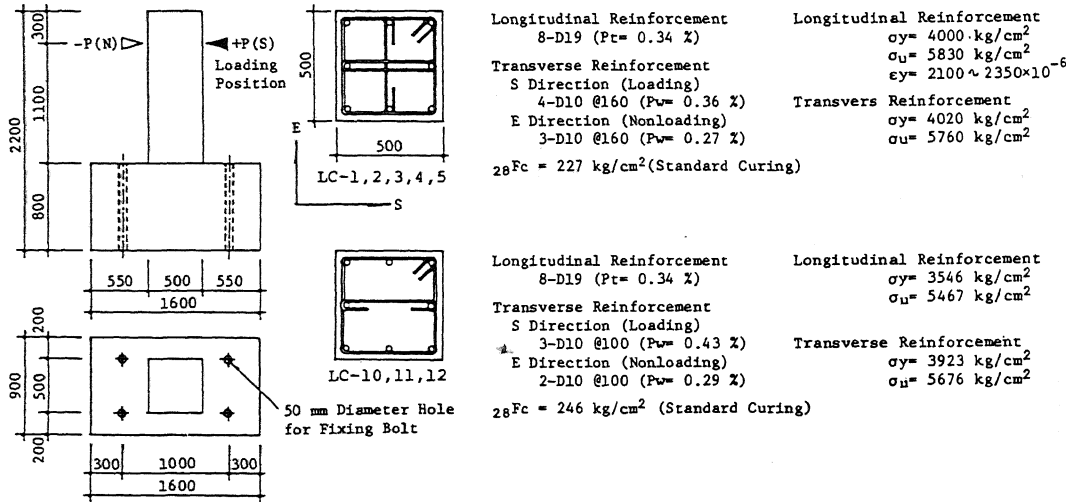 300
1100
2200
800
-P(N)
+P(S)
Loading
Position
550 500 550
1600
200
500
900
200
300 1000 300
1600
50 mm Diameter Hole
for Fixing Bolt
500
500
E
S
LC-1,2,3,4,5
LC-10,11,12
Longitudinal Reinforcement
8-D19 (Pt= 0.34 %)
Transverse Reinforcement
S Direction (Loading)
4-D10 @160 (Pw= 0.36 %)
E Direction (Nonloading)
3-D10 @160 (Pw= 0.27 %)
28Fc = 227 kg/cm² (Standard Curing)
Longitudinal Reinforcement
σy= 4000 kg/cm²
σu= 5830 kg/cm²
εy= 2100 ~ 2350×10⁻⁶
Transvers Reinforcement
σy= 4020 kg/cm²
σu= 5760 kg/cm²
Longitudinal Reinforcement
8-D19 (Pt= 0.34 %)
Transverse Reinforcement
S Direction (Loading)
3-D10 @100 (Pw= 0.43 %)
E Direction (Nonloading)
2-D10 @100 (Pw= 0.29 %)
28Fc = 246 kg/cm² (Standard Curing)
Longitudinal Reinforcement
σy= 3546 kg/cm²
σu= 5467 kg/cm²
Transverse Reinforcement
σy= 3923 kg/cm²
σu= 5676 kg/cm²